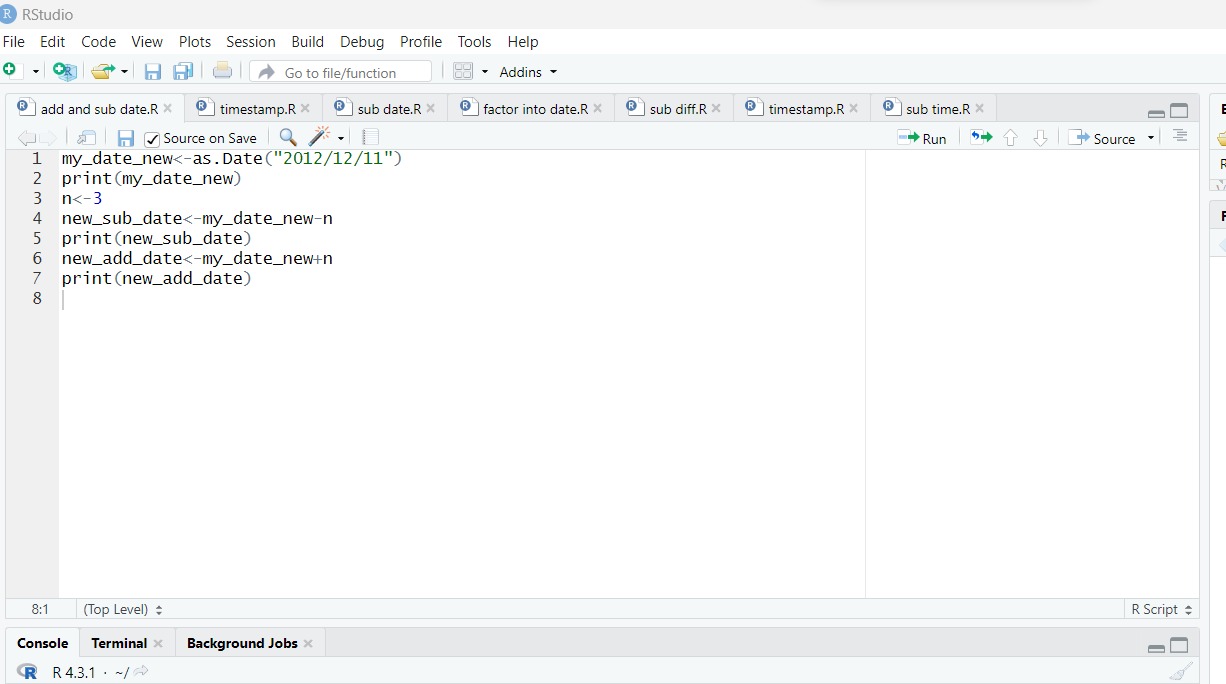 RStudio
File Edit Code View Plots Session Build Debug Profile Tools Help
Go to file/function Addins
add and sub date.R timestamp.R sub date.R factor into date.R sub diff.R timestamp.R sub time.R
Source on Save Run Source
1 my_date_new<-as.Date("2012/12/11")
2 print(my_date_new)
3 n<-3
4 new_sub_date<-my_date_new-n
5 print(new_sub_date)
6 new_add_date<-my_date_new+n
7 print(new_add_date)
8
8:1 (Top Level) R Script
Console Terminal Background Jobs
R 4.3.1 · ~/